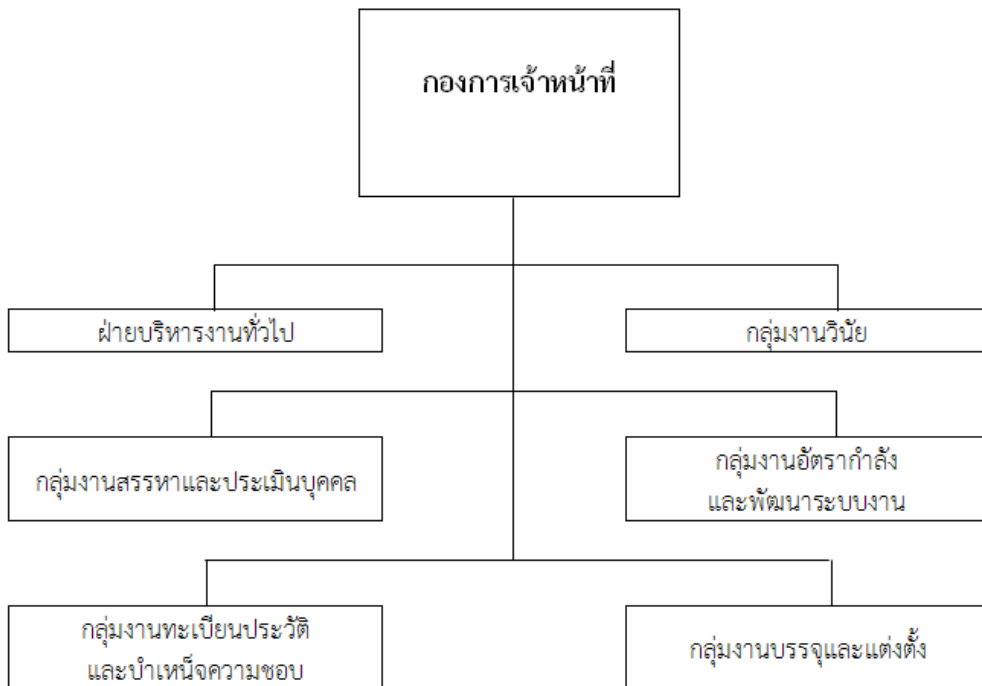 กองการเจ้าหน้าที่
ฝ่ายบริหารงานทั่วไป
กลุ่มงานวินัย
กลุ่มงานสรรหาและประเมินบุคคล
กลุ่มงานอัตรากำลัง
และพัฒนาระบบงาน
กลุ่มงานทะเบียนประวัติ
และบำเหน็จความชอบ
กลุ่มงานบรรจุและแต่งตั้ง